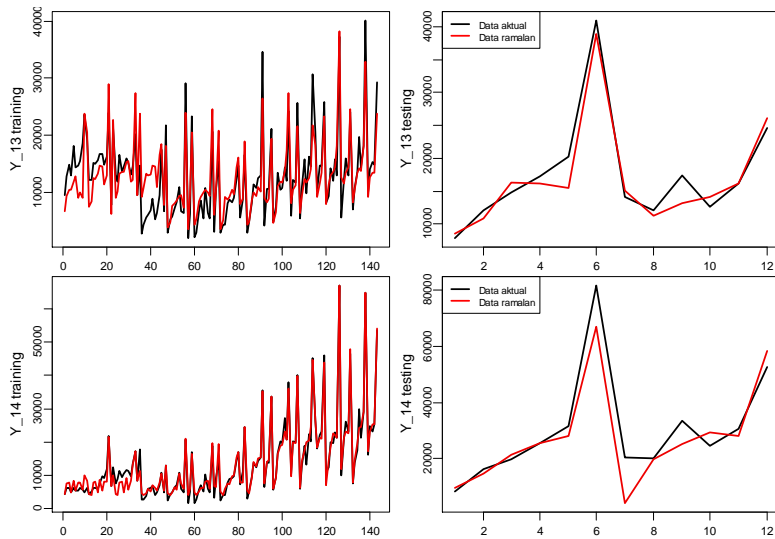 Y_13 training
10000 20000 30000 40000
0 20 40 60 80 100 120 140
Y_13 testing
10000 20000 30000 40000
Data aktual
Data ramalan
2 4 6 8 10 12
Y_14 training
0 10000 30000 50000
0 20 40 60 80 100 120 140
Y_14 testing
20000 40000 60000 80000
Data aktual
Data ramalan
2 4 6 8 10 12